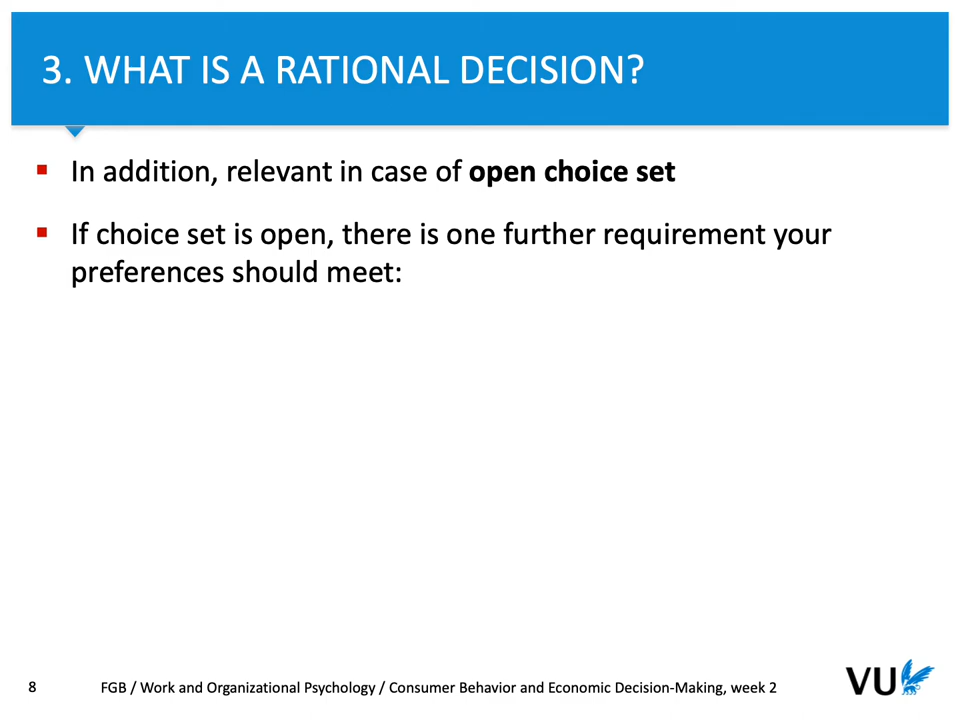 3. WHAT IS A RATIONAL DECISION?
▪ In addition, relevant in case of open choice set
▪ If choice set is open, there is one further requirement your
preferences should meet:
8 FGB / Work and Organizational Psychology / Consumer Behavior and Economic Decision-Making, week 2
VU